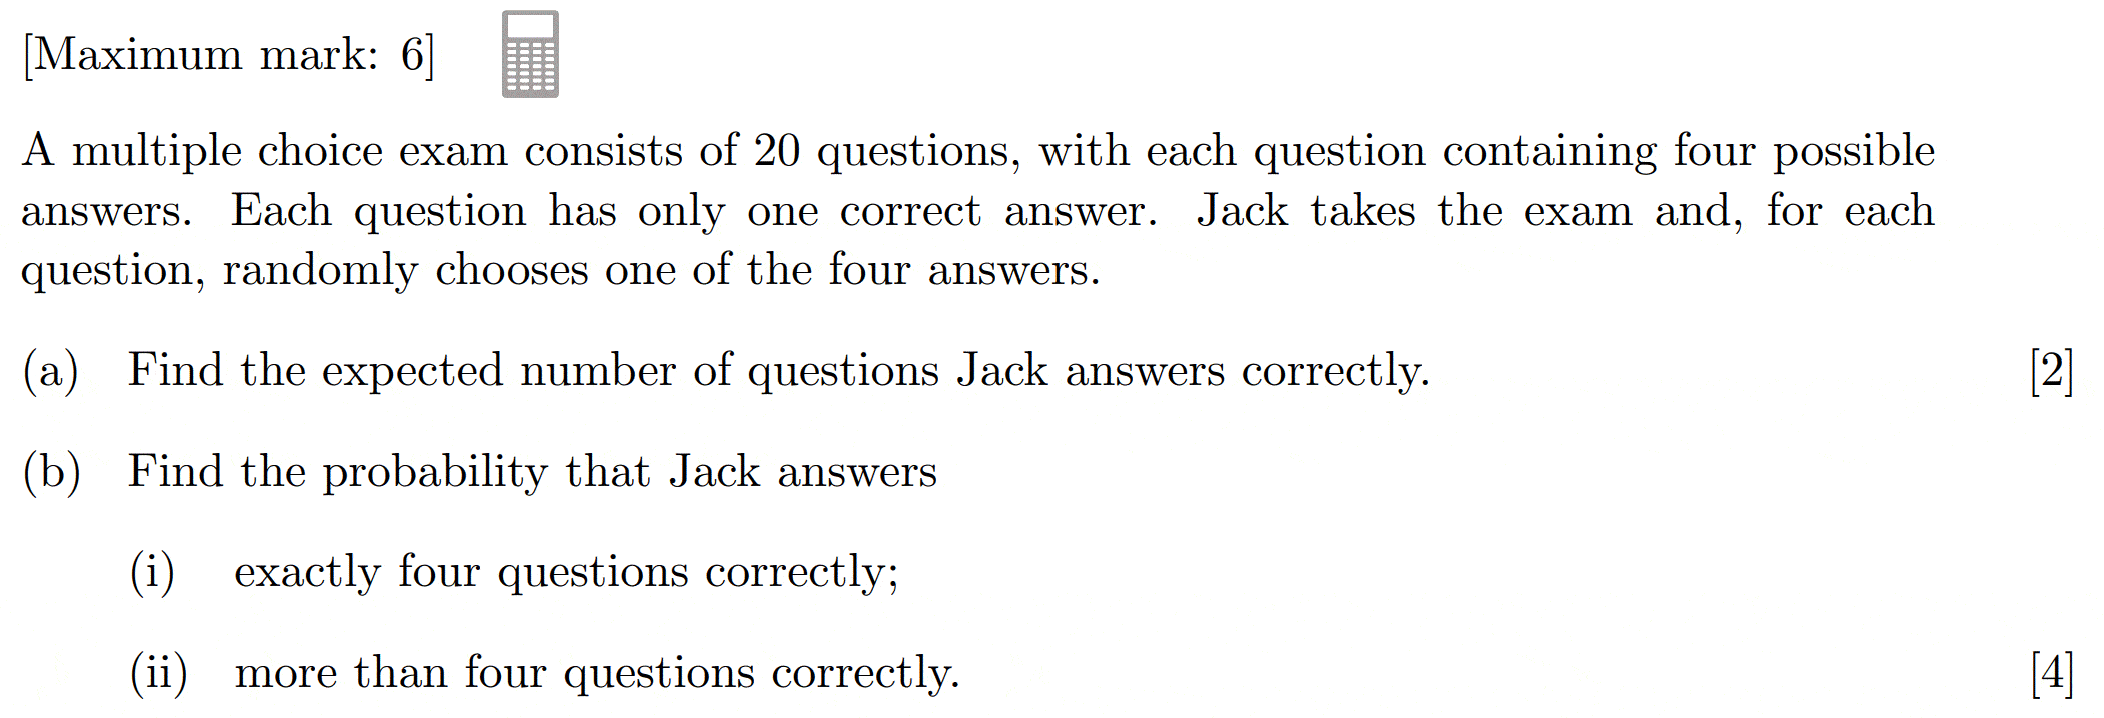 [Maximum mark: 6]
A multiple choice exam consists of 20 questions, with each question containing four possible
answers. Each question has only one correct answer. Jack takes the exam and, for each
question, randomly chooses one of the four answers.
(a) Find the expected number of questions Jack answers correctly. [2]
(b) Find the probability that Jack answers
(i) exactly four questions correctly;
(ii) more than four questions correctly. [4]